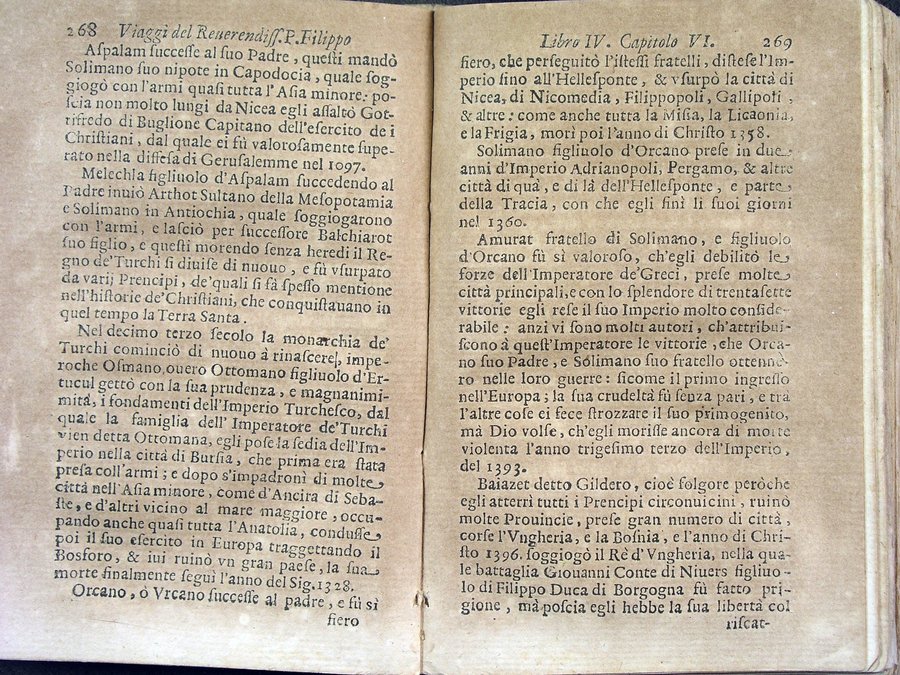 268 Viaggi del Reuerendiss. P. Filippo
Aspalam successe al suo Padre, questi mandò
Solimano suo nipote in Capodocia, quale sog-
giogò con l'armi quasi tutta l'Asia minore: po-
scia non molto lungi da Nicea egli assaltò Got-
tifredo di Buglione Capitano dell'esercito de i
Christiani, dal quale ei fù valorosamente supe-
rato nella diffesa di Gerusalemme nel 1097.
Melechla figliuolo d'Aspalam succedendo al
Padre inuiò Arthot Sultano della Mesopotamia
e Solimano in Antiochia, quale soggiogarono
con l'armi, e lasciò per successore Balchiarot
suo figlio, e questi morendo senza heredi il Re-
gno de'Turchi si diuise di nuouo, e fù vsurpato
da varij Prencipi, de'quali si fà spesso mentione
nell'historie de'Christiani, che conquistauano in
quel tempo la Terra Santa.
Nel decimo terzo secolo la monarchia de'
Turchi cominciò di nuouo à rinascere, impe-
roche Osmano, ouero Ottomano figliuolo d'Er-
tucul gettò con la sua prudenza, e magnanimi-
mità, i fondamenti dell'Imperio Turchesco, dal
quale la famiglia dell'Imperatore de'Turchi
vien detta Ottomana, egli pose la sedia dell'Im-
perio nella città di Bursia, che prima era stata
presa coll'armi; e dopo s'impadronì di molte
città nell'Asia minore, come d'Ancira di Seba-
ste, e d'altri vicino al mare maggiore, occu-
pando anche quasi tutta l'Anatolia, condusse
poi il suo esercito in Europa traggettando il
Bosforo, & iui ruinò vn gran paese, la sua
morte finalmente seguì l'anno del Sig. 1328.
Orcano, ò Vrcano successe al padre, e fù sì
fiero
Libro IV. Capitolo VI. 269
fiero, che perseguitò l'istessi fratelli, distese l'Im-
perio sino all'Hellesponte, & vsurpò la città di
Nicea, di Nicomedia, Filippopoli, Gallipoli,
& altre: come anche tutta la Misia, la Licaonia,
e la Frigia, morì poi l'anno di Christo 1358.
Solimano figliuolo d'Orcano prese in due
anni d'Imperio Adrianopoli, Pergamo, & altre
città di quà, e di là dell'Hellesponte, e parte
della Tracia, con che egli finì li suoi giorni
nel 1360.
Amurat fratello di Solimano, e figliuolo
d'Orcano fù sì valoroso, ch'egli debilitò le
forze dell'Imperatore de'Greci, prese molte
città principali, e con lo splendore di trentasette
vittorie egli rese il suo Imperio molto conside-
rabile: anzi vi sono molti autori, ch'attribui-
scono à quest'Imperatore le vittorie, che Orca-
no suo Padre, e Solimano suo fratello ottenne-
ro nelle loro guerre: sicome il primo ingresso
nell'Europa; la sua crudeltà fù senza pari, e tra
l'altre cose ei fece strozzare il suo primogenito,
mà Dio volse, ch'egli morisse ancora di morte
violenta l'anno trigesimo terzo dell'Imperio,
del 1393.
Baiazet detto Gildero, cioè folgore peròche
egli atterrì tutti i Prencipi circonuicini, ruinò
molte Prouincie, prese gran numero di città,
corse l'Vngheria, e la Bosnia, e l'anno di Chri-
sto 1396. soggiogò il Rè d'Vngheria, nella qua-
le battaglia Giouanni Conte di Niuers figliuo-
lo di Filippo Duca di Borgogna fù fatto pri-
gione, mà poscia egli hebbe la sua libertà col
riscat-